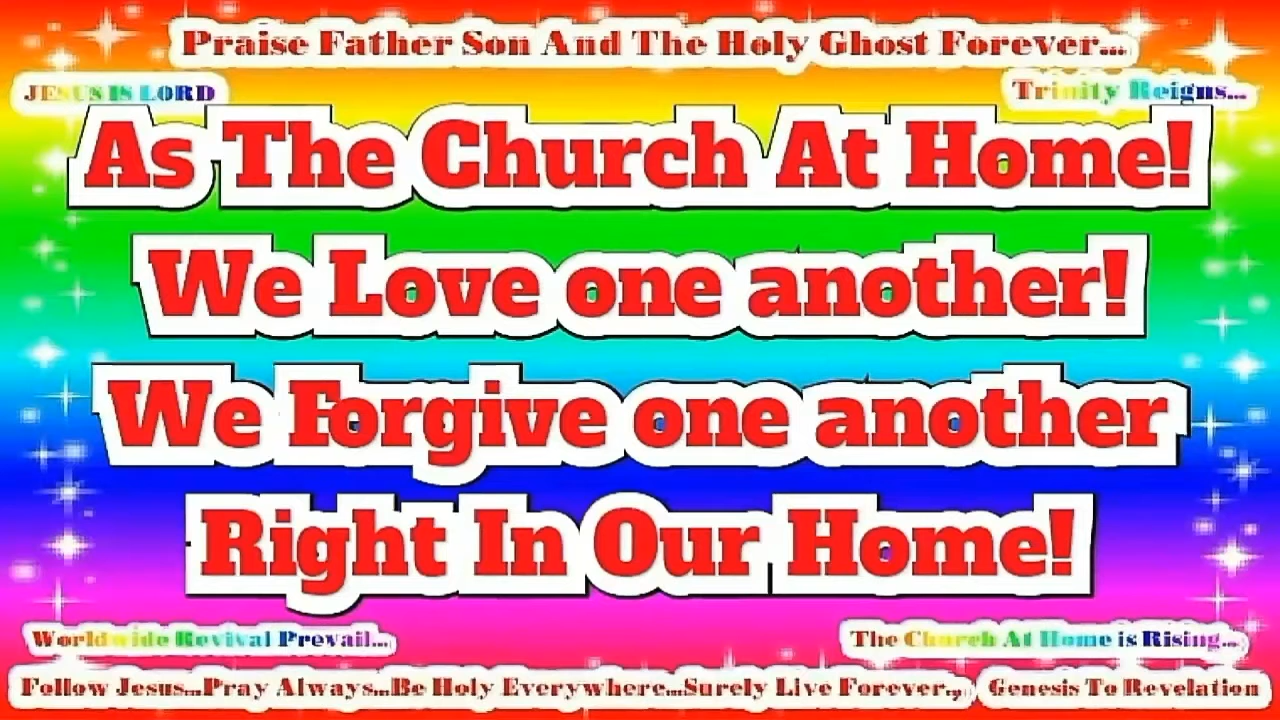 Praise Father Son And The Holy Ghost Forever...
JESUS IS LORD
Trinity Reigns...
As The Church At Home!
We Love one another!
We Forgive one another
Right In Our Home!
Worldwide Revival Prevail...
The Church At Home is Rising...
Follow Jesus...Pray Always...Be Holy Everywhere...Surely Live Forever..,
Genesis To Revelation